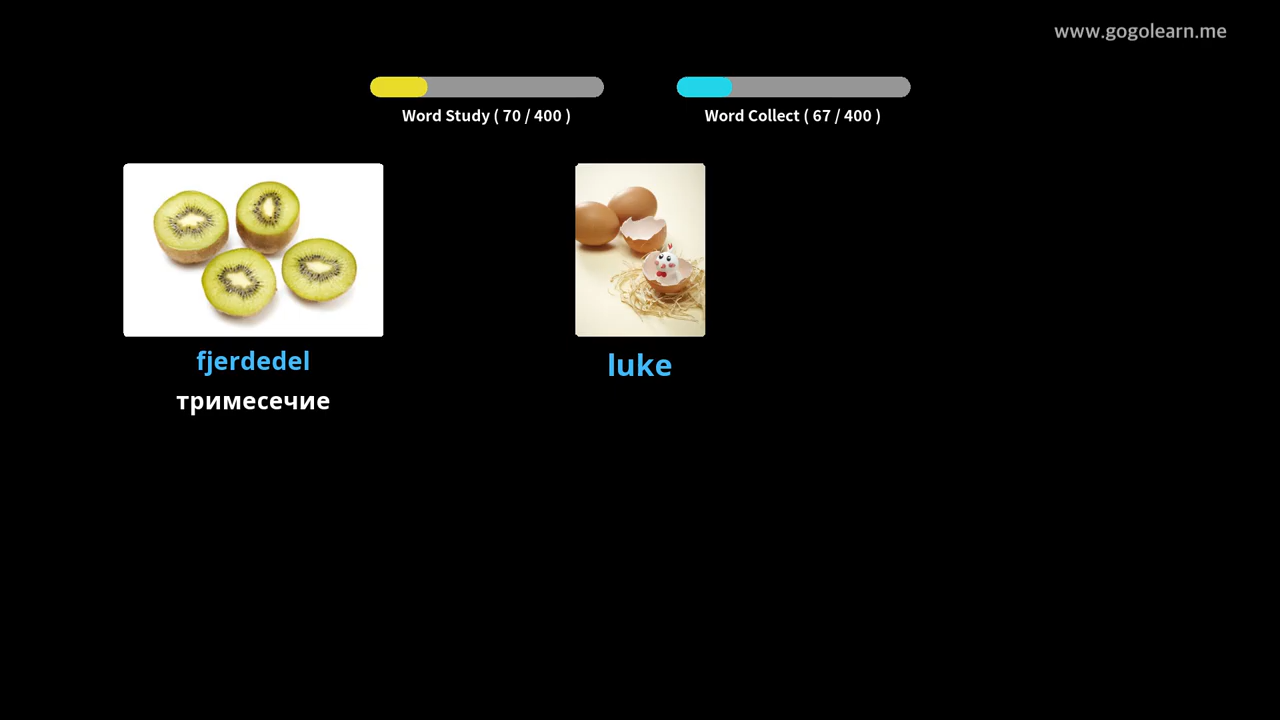 www.gogolearn.me
Word Study ( 70 / 400 )
Word Collect ( 67 / 400 )
fjerdedel
тримесечие
luke